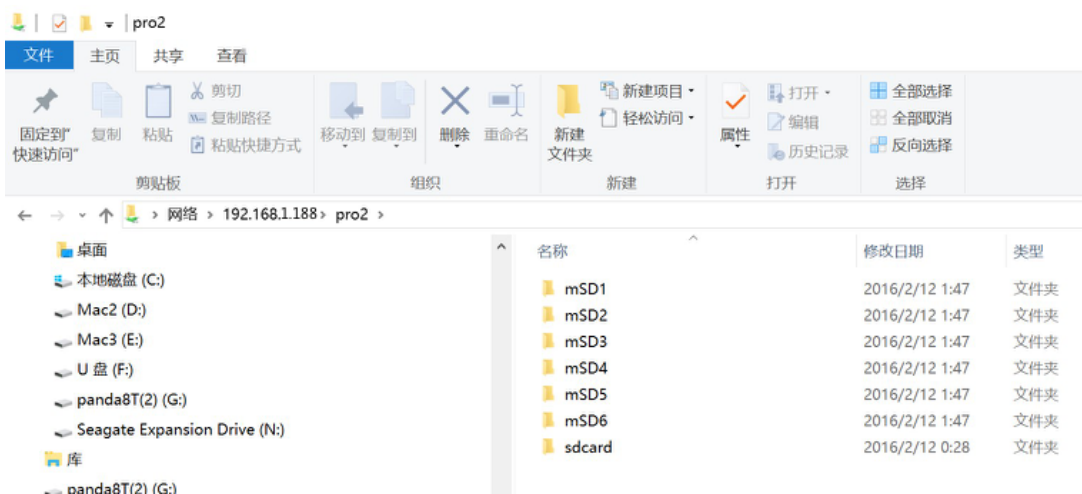 pro2
文件 主页 共享 查看
固定到"快速访问" 复制 粘贴 剪切 复制路径 粘贴快捷方式
移动到 复制到 删除 重命名
新建文件夹 新建项目 轻松访问
属性 打开 编辑 历史记录
全部选择 全部取消 反向选择
剪贴板 组织 新建 打开 选择
网络 192.168.1.188 pro2
桌面
本地磁盘 (C:)
Mac2 (D:)
Mac3 (E:)
U 盘 (F:)
panda8T(2) (G:)
Seagate Expansion Drive (N:)
库
panda8T(2) (G:)
名称 修改日期 类型
mSD1 2016/2/12 1:47 文件夹
mSD2 2016/2/12 1:47 文件夹
mSD3 2016/2/12 1:47 文件夹
mSD4 2016/2/12 1:47 文件夹
mSD5 2016/2/12 1:47 文件夹
mSD6 2016/2/12 1:47 文件夹
sdcard 2016/2/12 0:28 文件夹